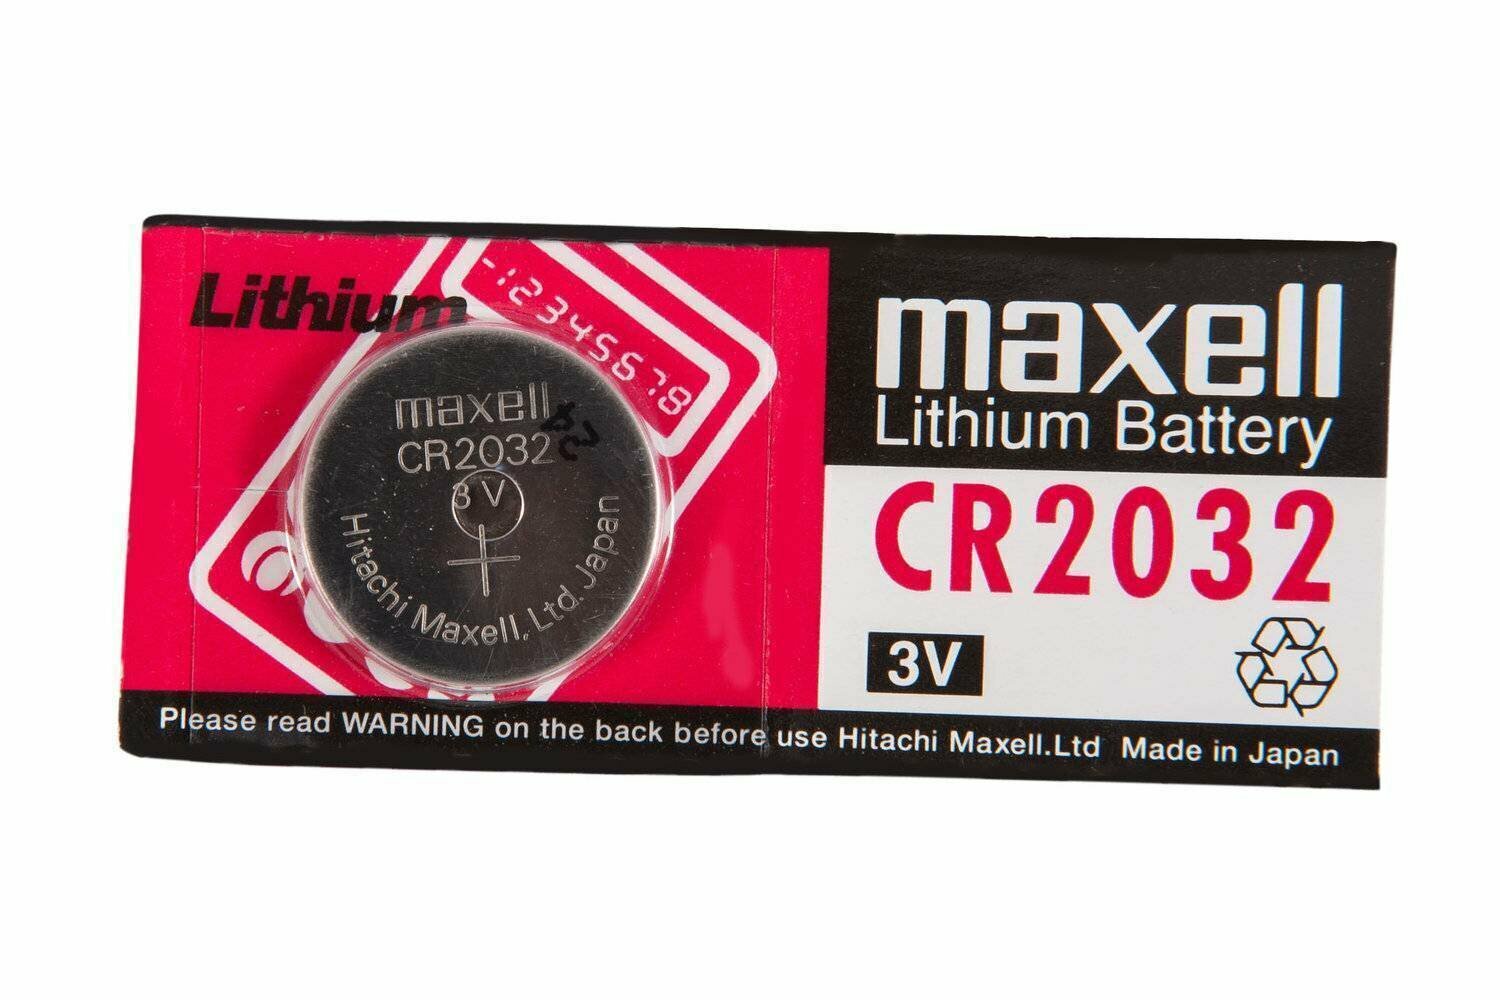 Lithium
-12345678
maxell
CR2032
3V
Hitachi Maxell, Ltd. Japan
+
maxell
Lithium Battery
CR2032
3V
Please read WARNING on the back before use Hitachi Maxell.Ltd Made in Japan